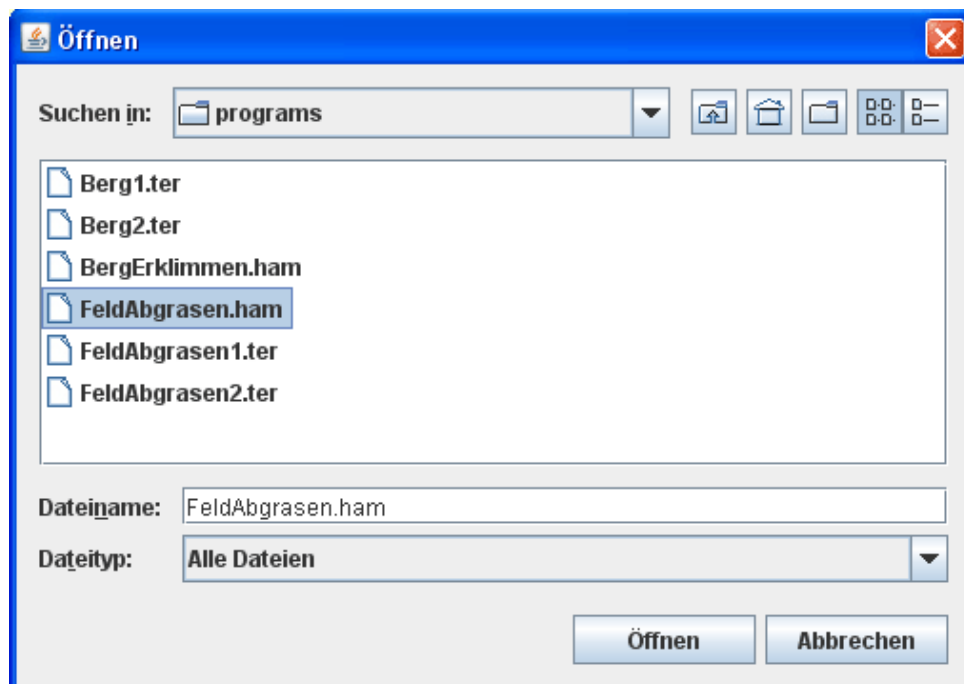 Öffnen
Suchen in: programs
Berg1.ter
Berg2.ter
BergErklimmen.ham
FeldAbgrasen.ham
FeldAbgrasen1.ter
FeldAbgrasen2.ter
Dateiname: FeldAbgrasen.ham
Dateityp: Alle Dateien
Öffnen Abbrechen